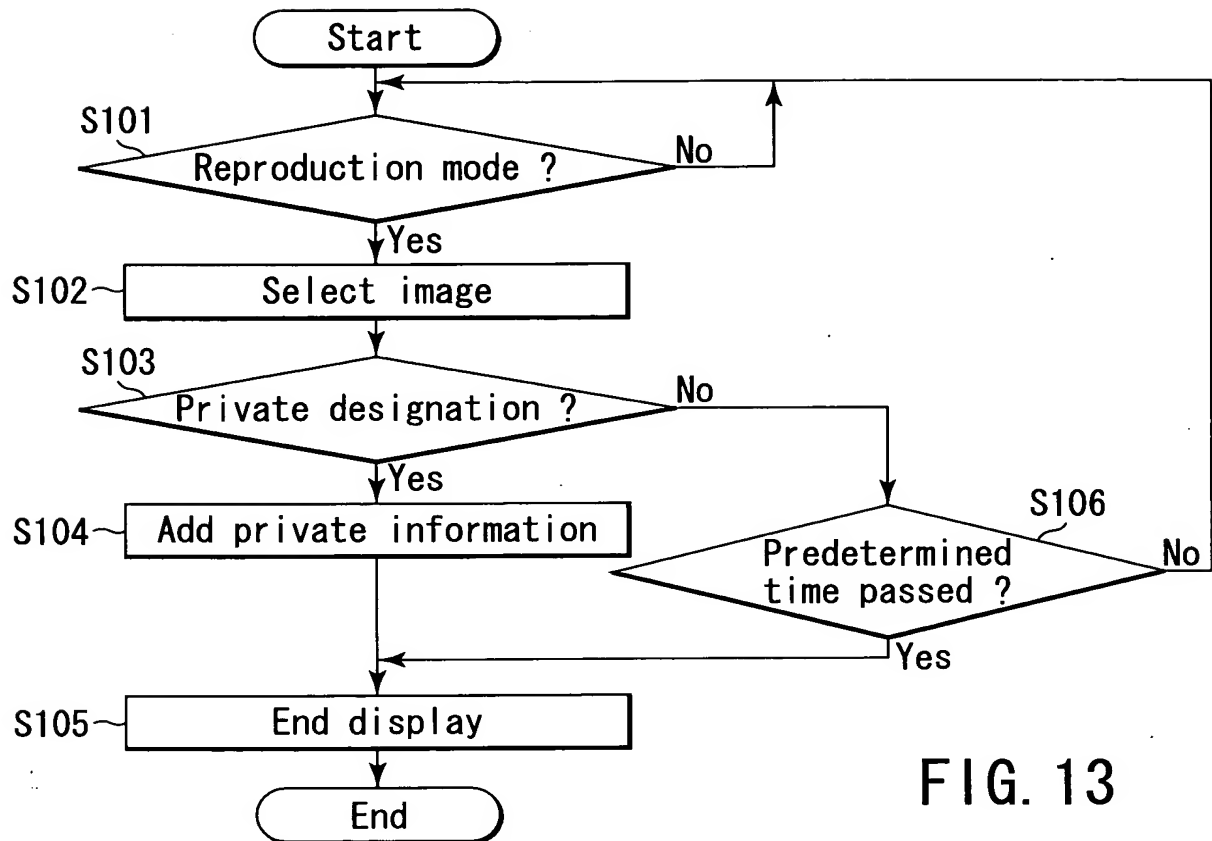 Start
S101
Reproduction mode ?
No
Yes
S102
Select image
S103
Private designation ?
No
Yes
S104
Add private information
S106
Predetermined
time passed ?
No
Yes
S105
End display
End
FIG. 13